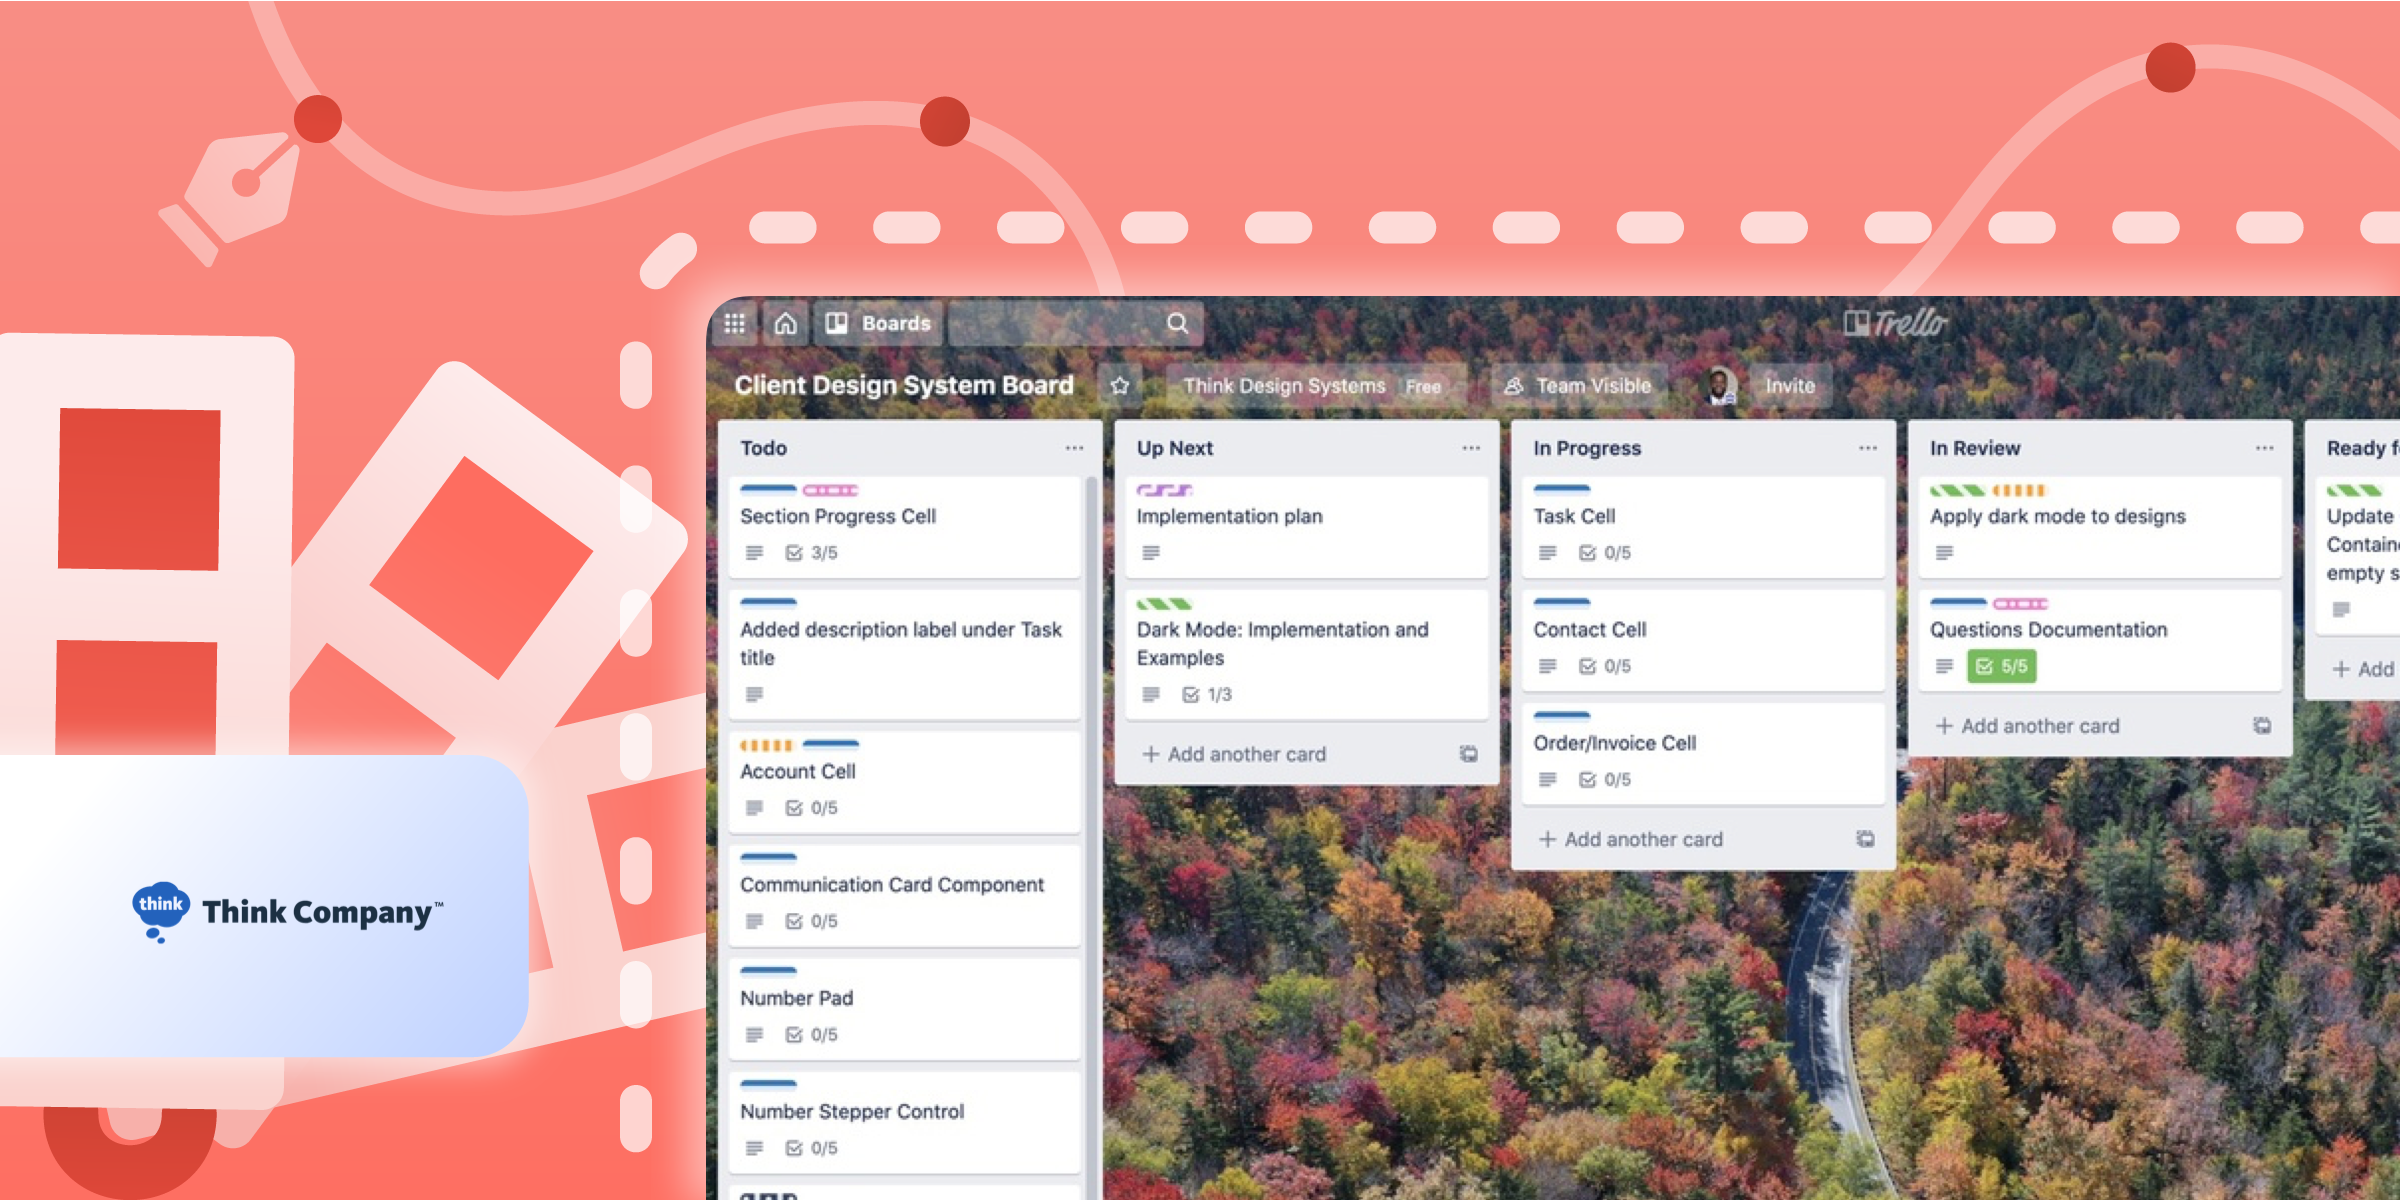 Boards
Trello
Client Design System Board
Think Design Systems Free
Team Visible
Invite
Todo
Section Progress Cell
3/5
Added description label under Task
title
Account Cell
0/5
Communication Card Component
0/5
Number Pad
0/5
Number Stepper Control
0/5
Up Next
Implementation plan
Dark Mode: Implementation and
Examples
1/3
+ Add another card
In Progress
Task Cell
0/5
Contact Cell
0/5
Order/Invoice Cell
0/5
+ Add another card
In Review
Apply dark mode to designs
Questions Documentation
5/5
+ Add another card
Ready
Update
empty
+ Add
think
Think Company™